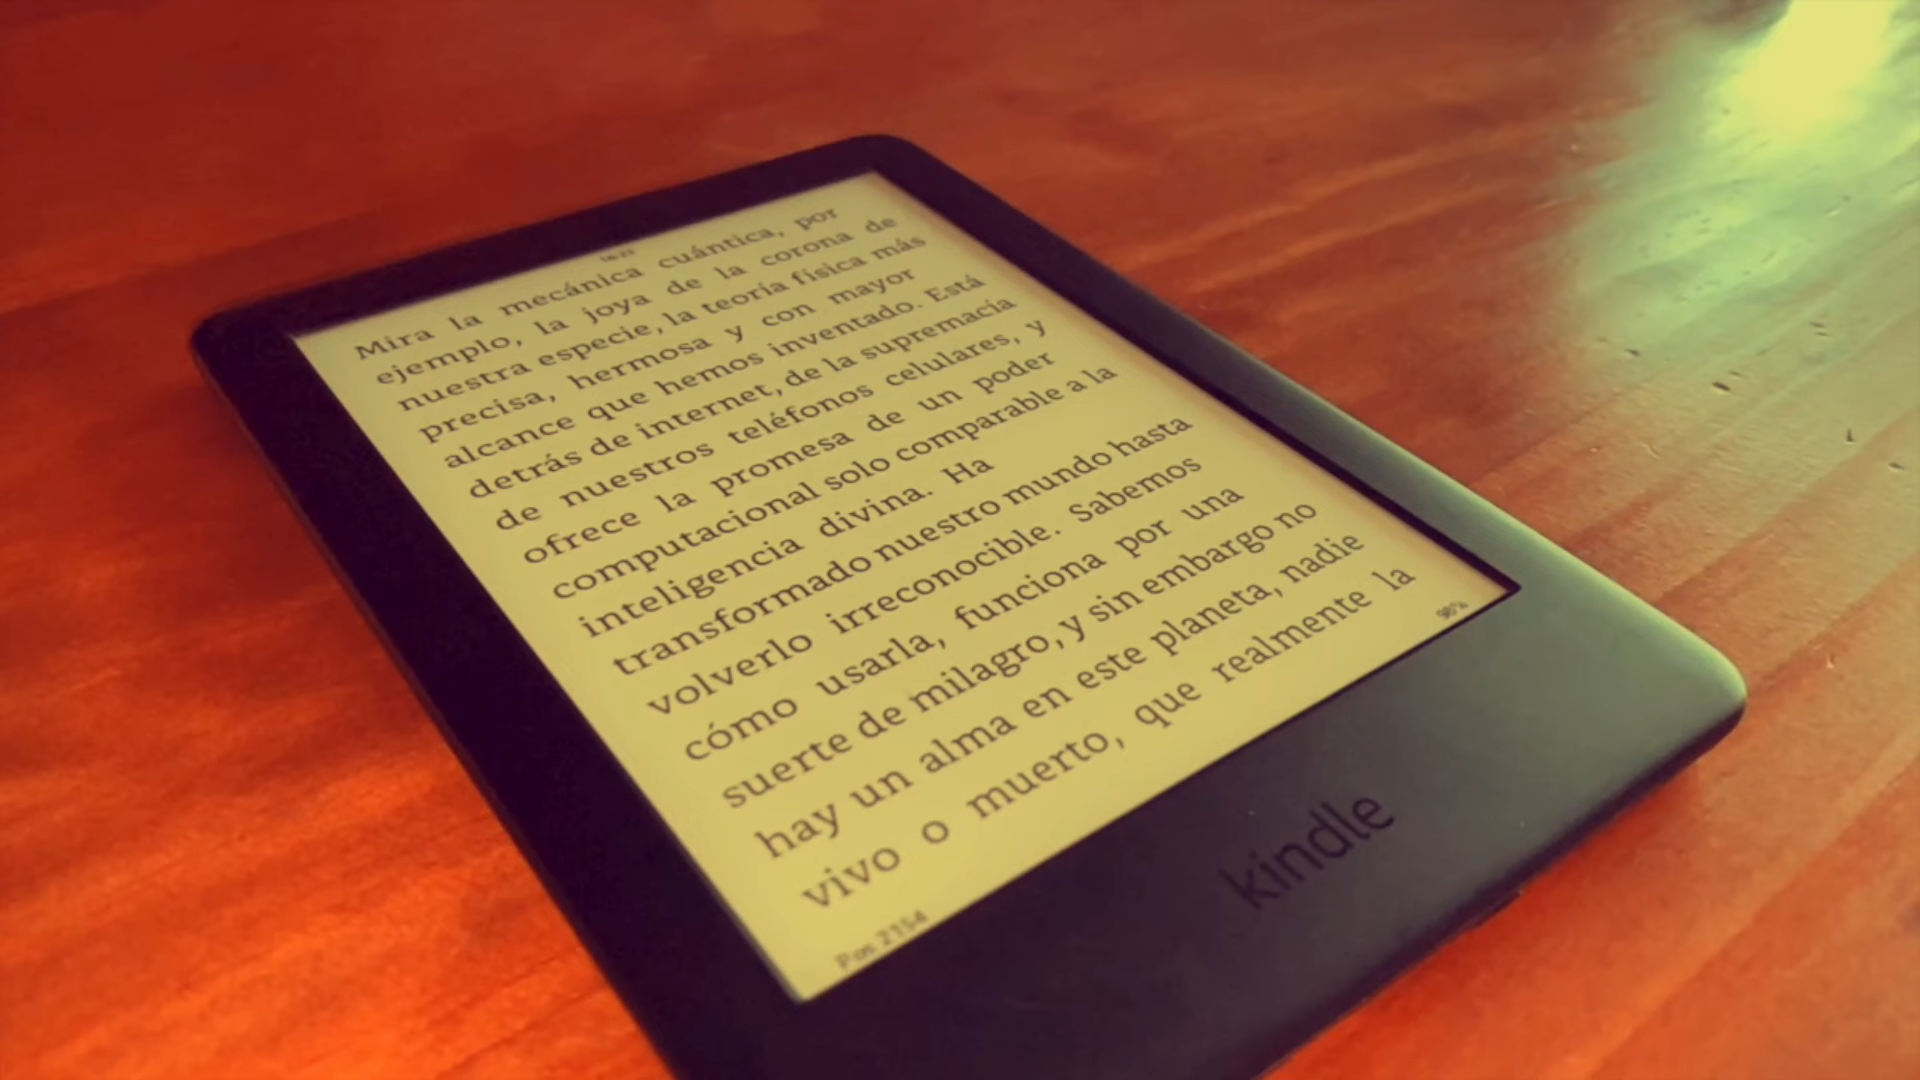 Mira la mecánica cuántica, por
ejemplo, la joya de la corona de
nuestra especie, la teoría física más
precisa, hermosa y con mayor
alcance que hemos inventado. Está
detrás de internet, de la supremacía
de nuestros teléfonos celulares, y
ofrece la promesa de un poder
computacional solo comparable a la
inteligencia divina. Ha
transformado nuestro mundo hasta
volverlo irreconocible. Sabemos
cómo usarla, funciona por una
suerte de milagro, y sin embargo no
hay un alma en este planeta, nadie
vivo o muerto, que realmente la
Pos 2154
98%
kindle